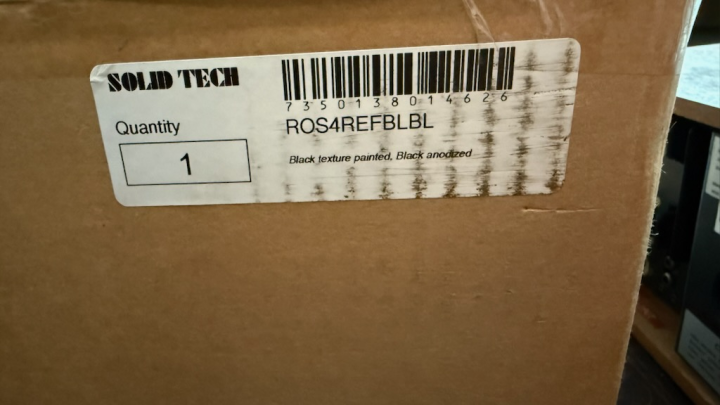 SOLID TECH
7350138014626
Quantity
ROS4REFBLBL
1
Black texture painted, Black anodized